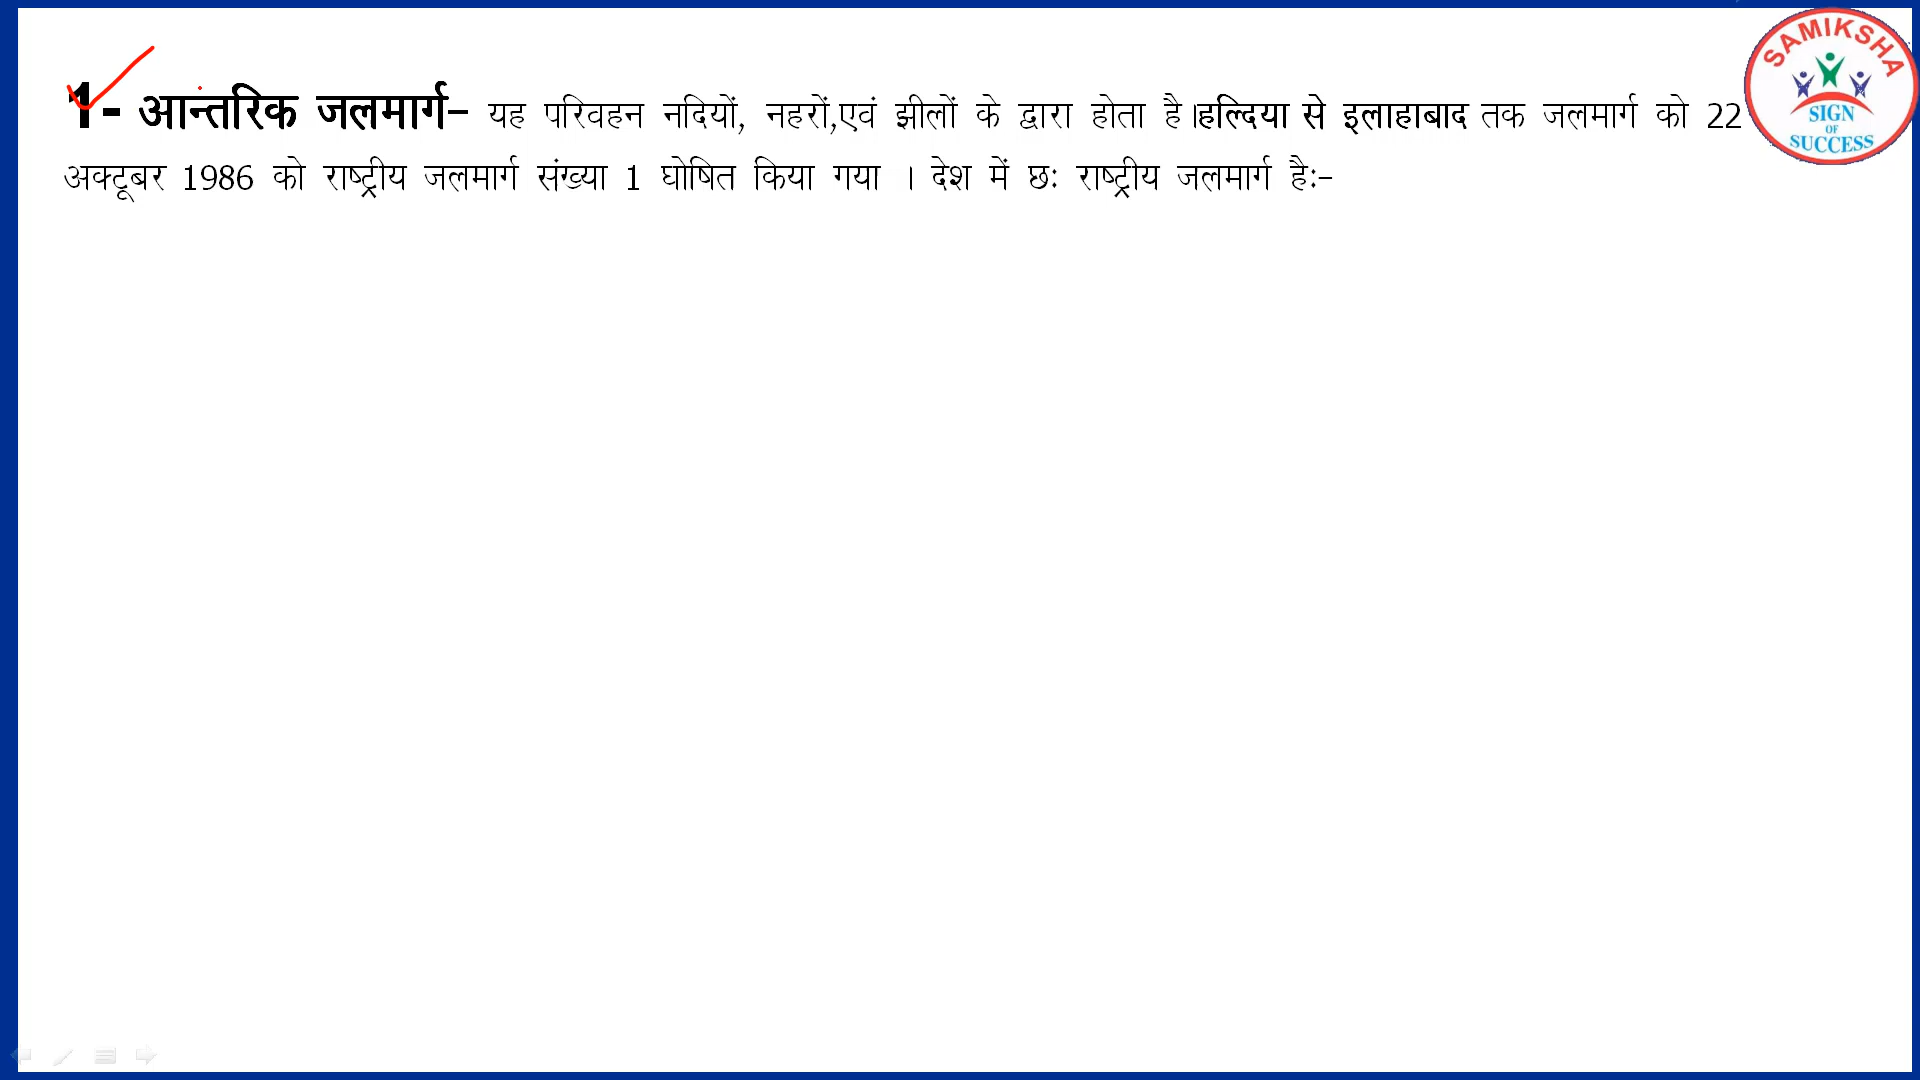 1- आन्तरिक जलमार्ग– यह परिवहन नदियों, नहरों,एवं झीलों के द्वारा होता है।हल्दिया से इलाहाबाद तक जलमार्ग को 22
अक्टूबर 1986 को राष्ट्रीय जलमार्ग संख्या 1 घोषित किया गया । देश में छः राष्ट्रीय जलमार्ग हैः–
SAMIKSHA
SIGN
OF
SUCCESS